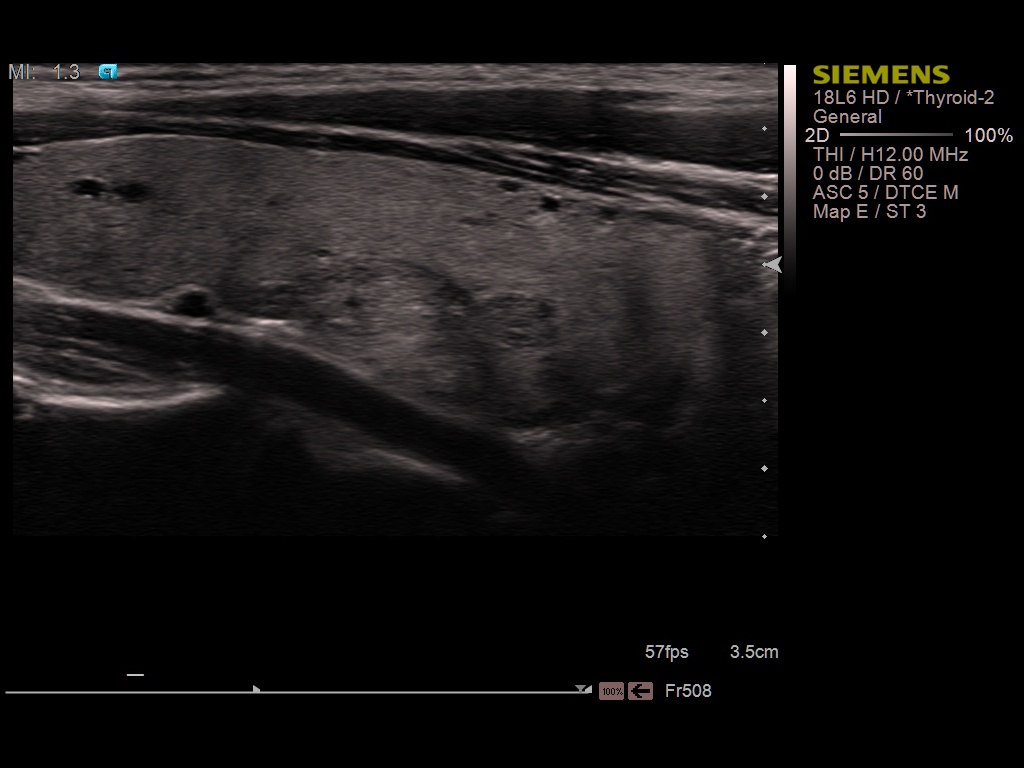 MI: 1.3
SIEMENS
18L6 HD / *Thyroid-2
General
2D 100%
THI / H12.00 MHz
0 dB / DR 60
ASC 5 / DTCE M
Map E / ST 3
57fps 3.5cm
100% Fr508